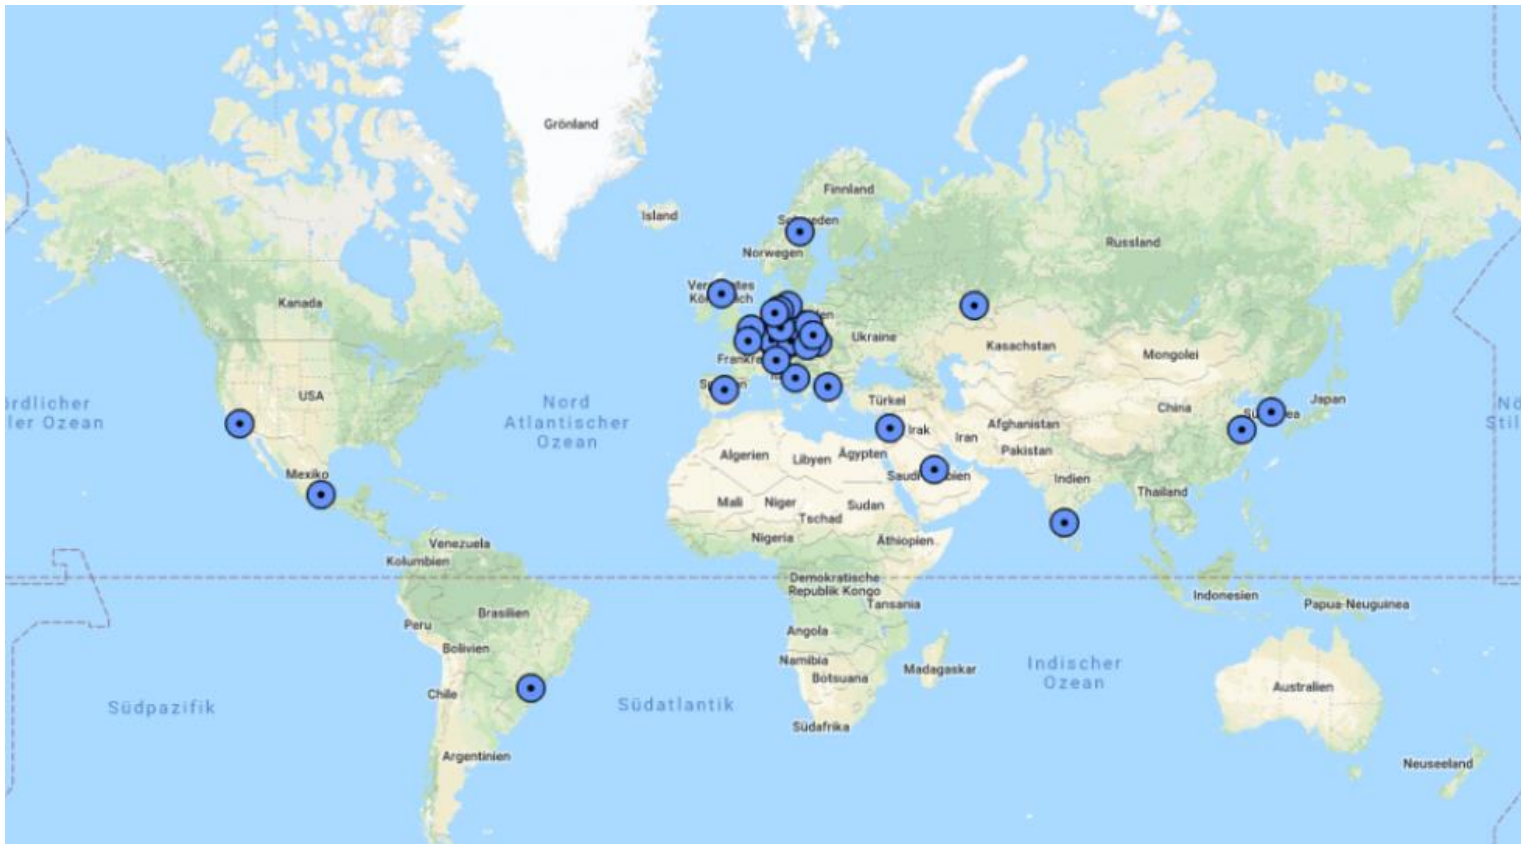 Grönland
Finnland
Island
Russland
Norwegen
Kanada
Ukraine
Kasachstan
Mongolei
USA
Nord
Atlantischer
Ozean
Türkei
China
Japan
Afghanistan
Irak
Iran
Pakistan
Algerien
Libyen
Ägypten
Mexiko
Indien
Thailand
Mali
Niger
Sudan
Tschad
Nigeria
Äthiopien
Venezuela
Kolumbien
Demokratische
Republik Kongo
Indonesien
Papua-Neuguinea
Tansania
Brasilien
Peru
Angola
Bolivien
Namibia
Botsuana
Madagaskar
Indischer
Ozean
Chile
Australien
Südpazifik
Südatlantik
Südafrika
Argentinien
Neuseeland